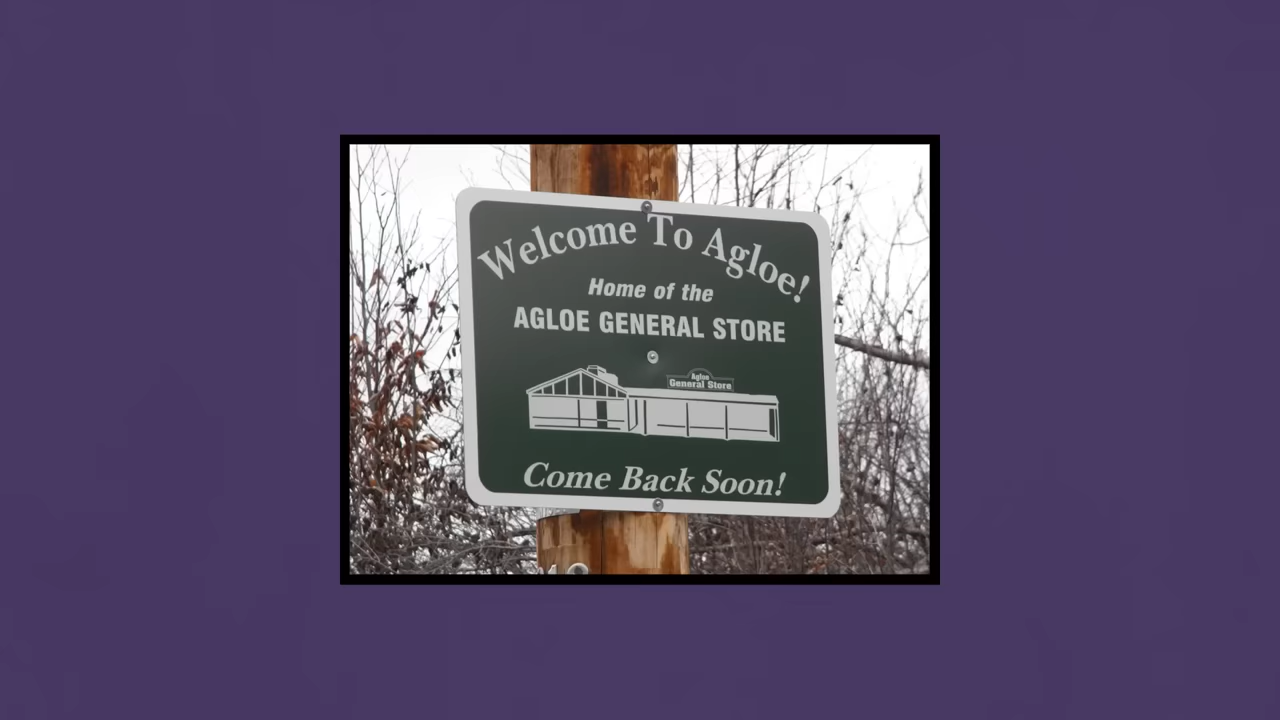 Welcome To Agloe!
Home of the
AGLOE GENERAL STORE
Agloe
General Store
Come Back Soon!